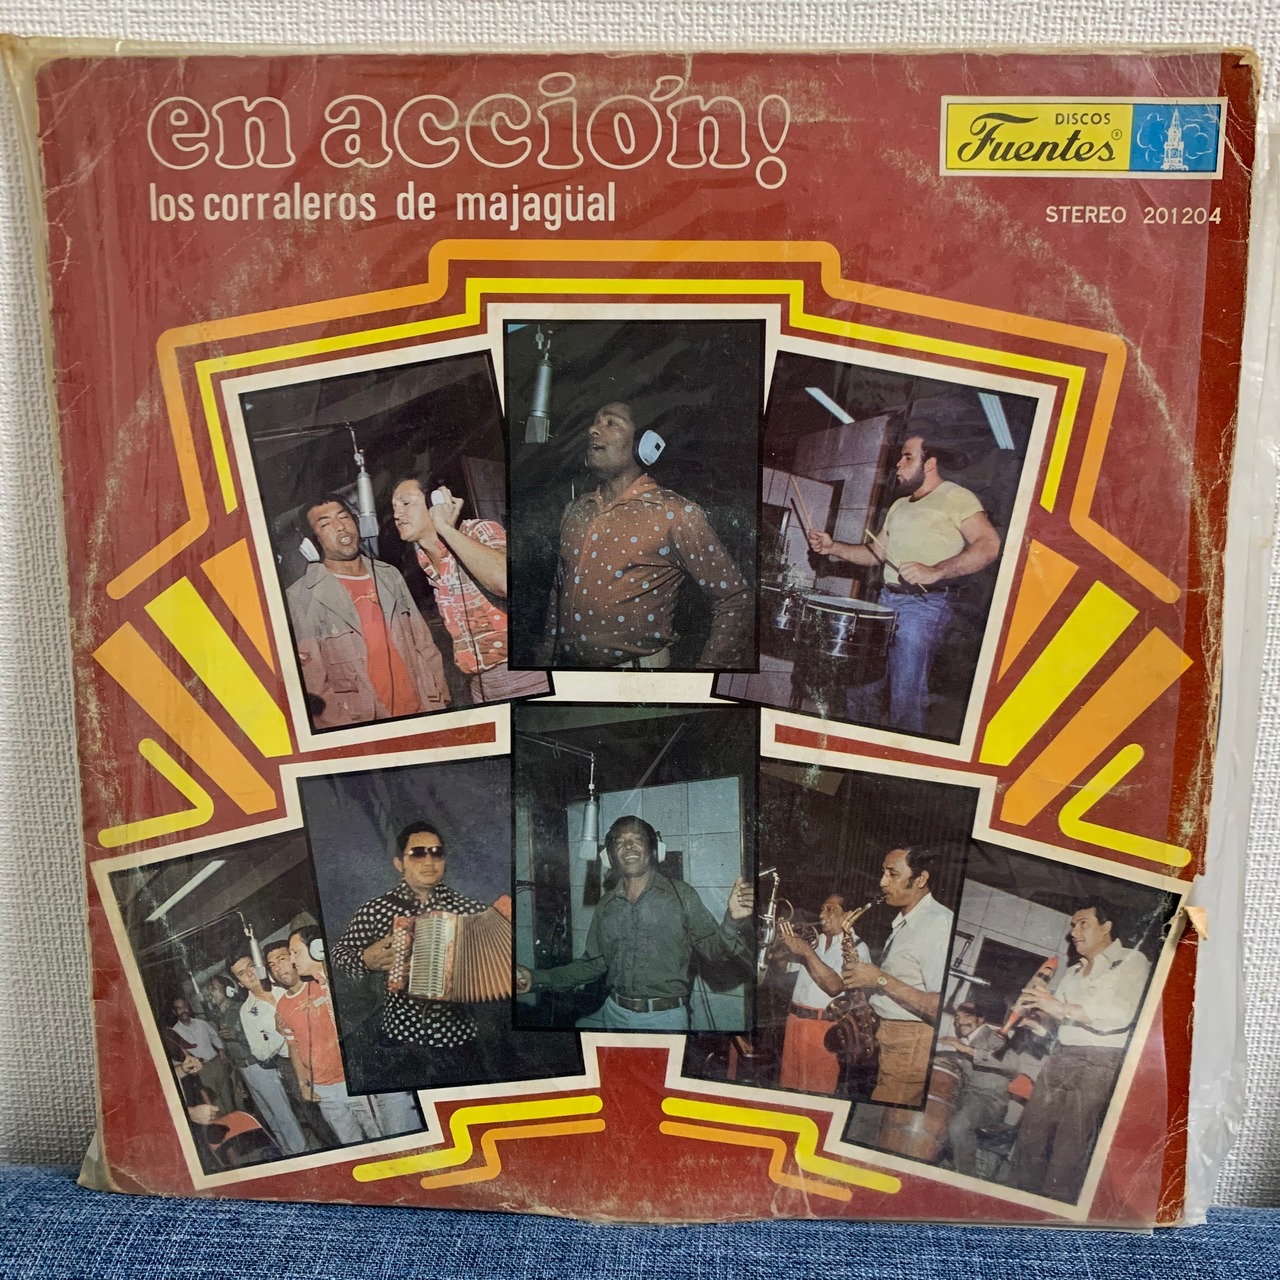 en acción!
los corraleros de majagüal
DISCOS
Fuentes®
STEREO 201204